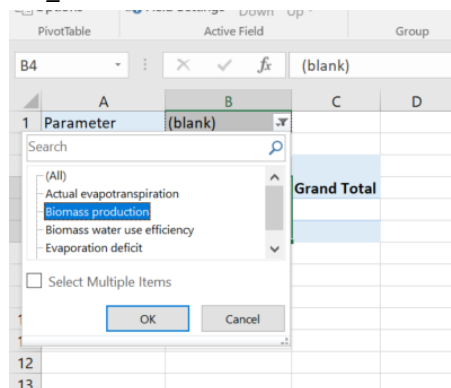 Down
PivotTable Active Field Group
B4 fx (blank)
A B C D
1 Parameter (blank)
Search
(All)
Actual evapotranspiration
Biomass production
Biomass water use efficiency
Evaporation deficit
Grand Total
Select Multiple Items
OK Cancel
12
13